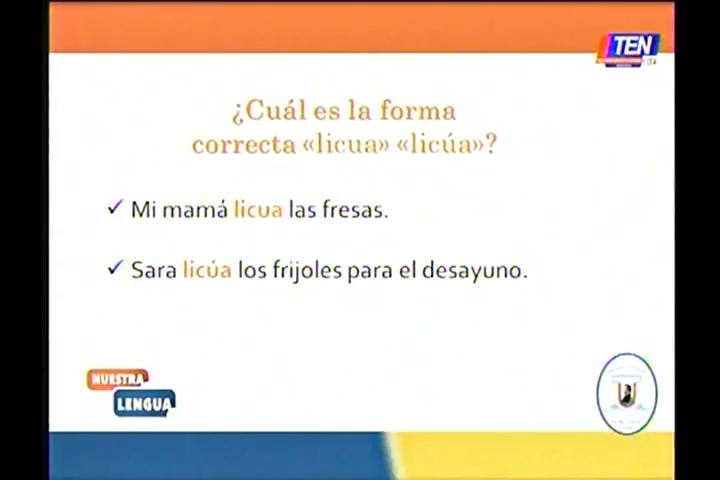 TEN
¿Cuál es la forma
correcta «licua» «licúa»?
✓ Mi mamá licua las fresas.
✓ Sara licúa los frijoles para el desayuno.
NUESTRA
LENGUA